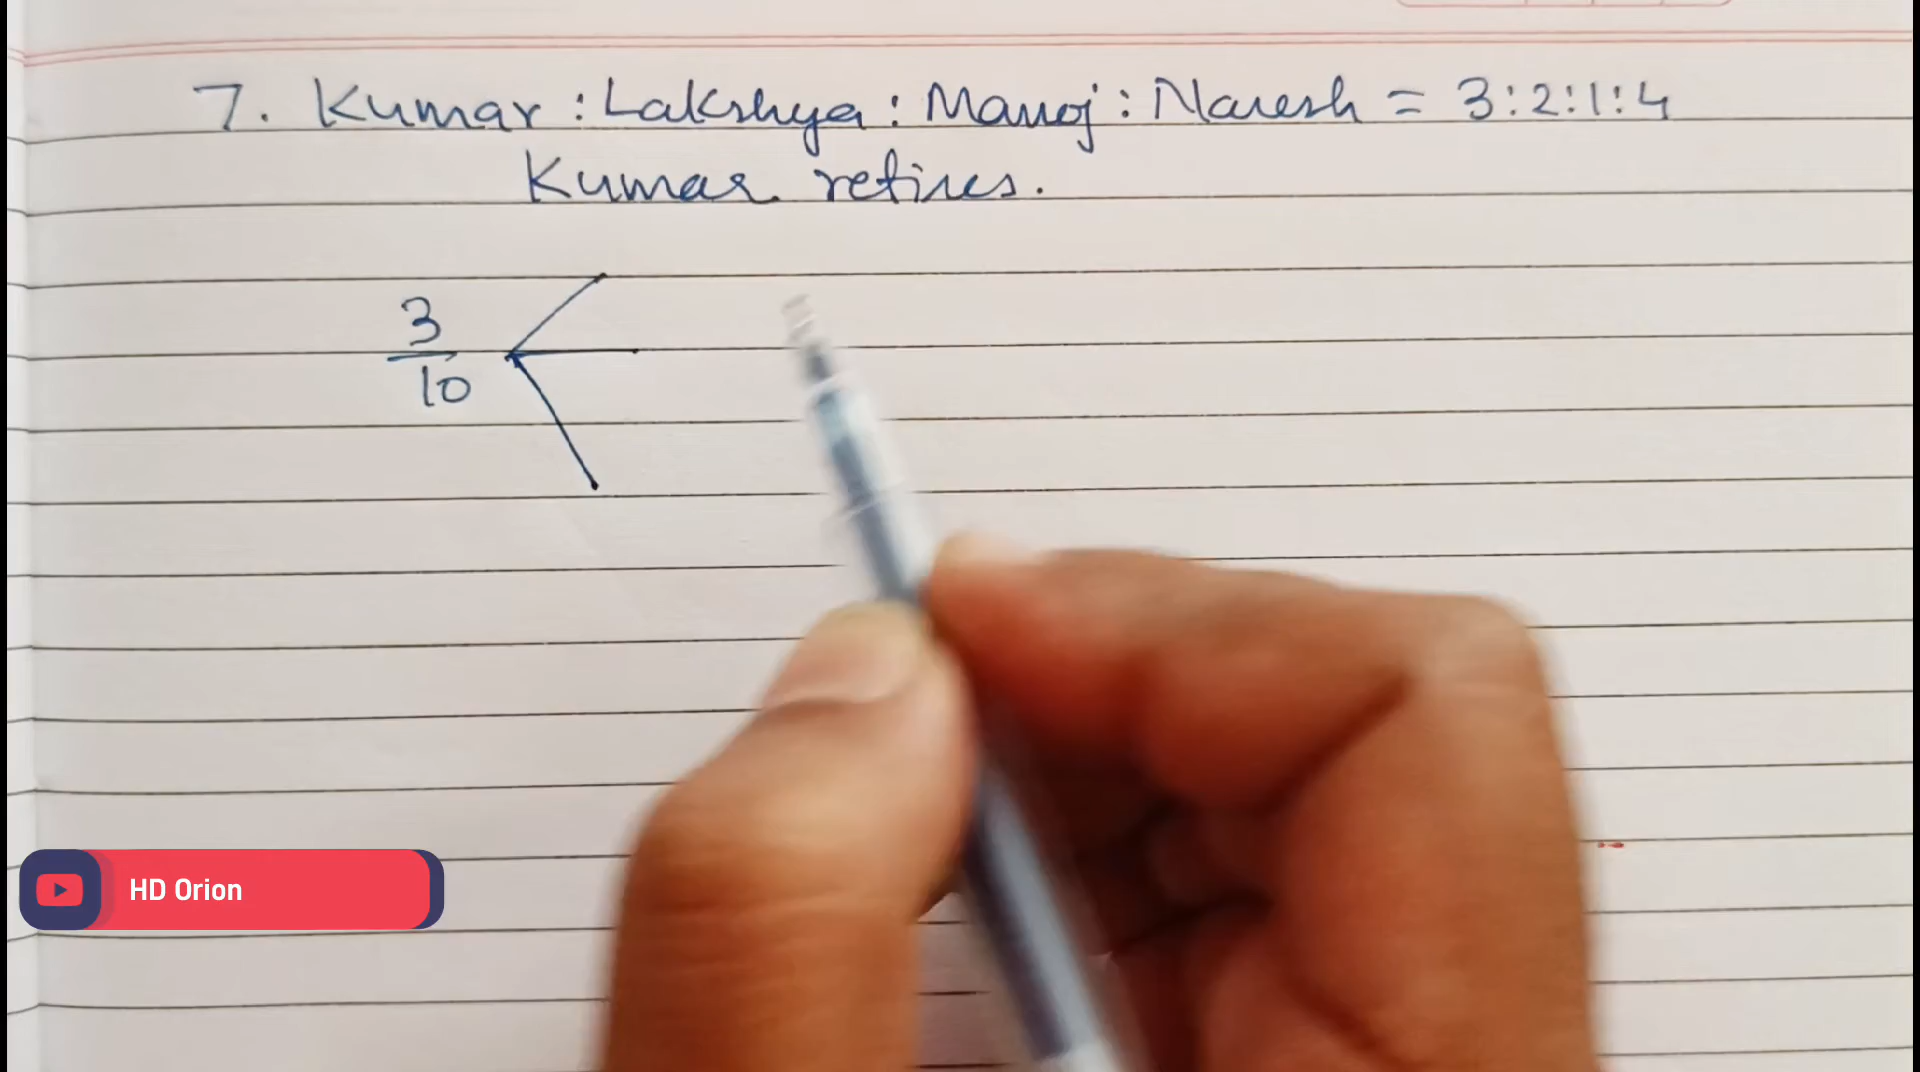 7. Kumar : Lakshya : Manoj : Naresh = 3:2:1:4
Kumar retires.
3
10
HD Orion